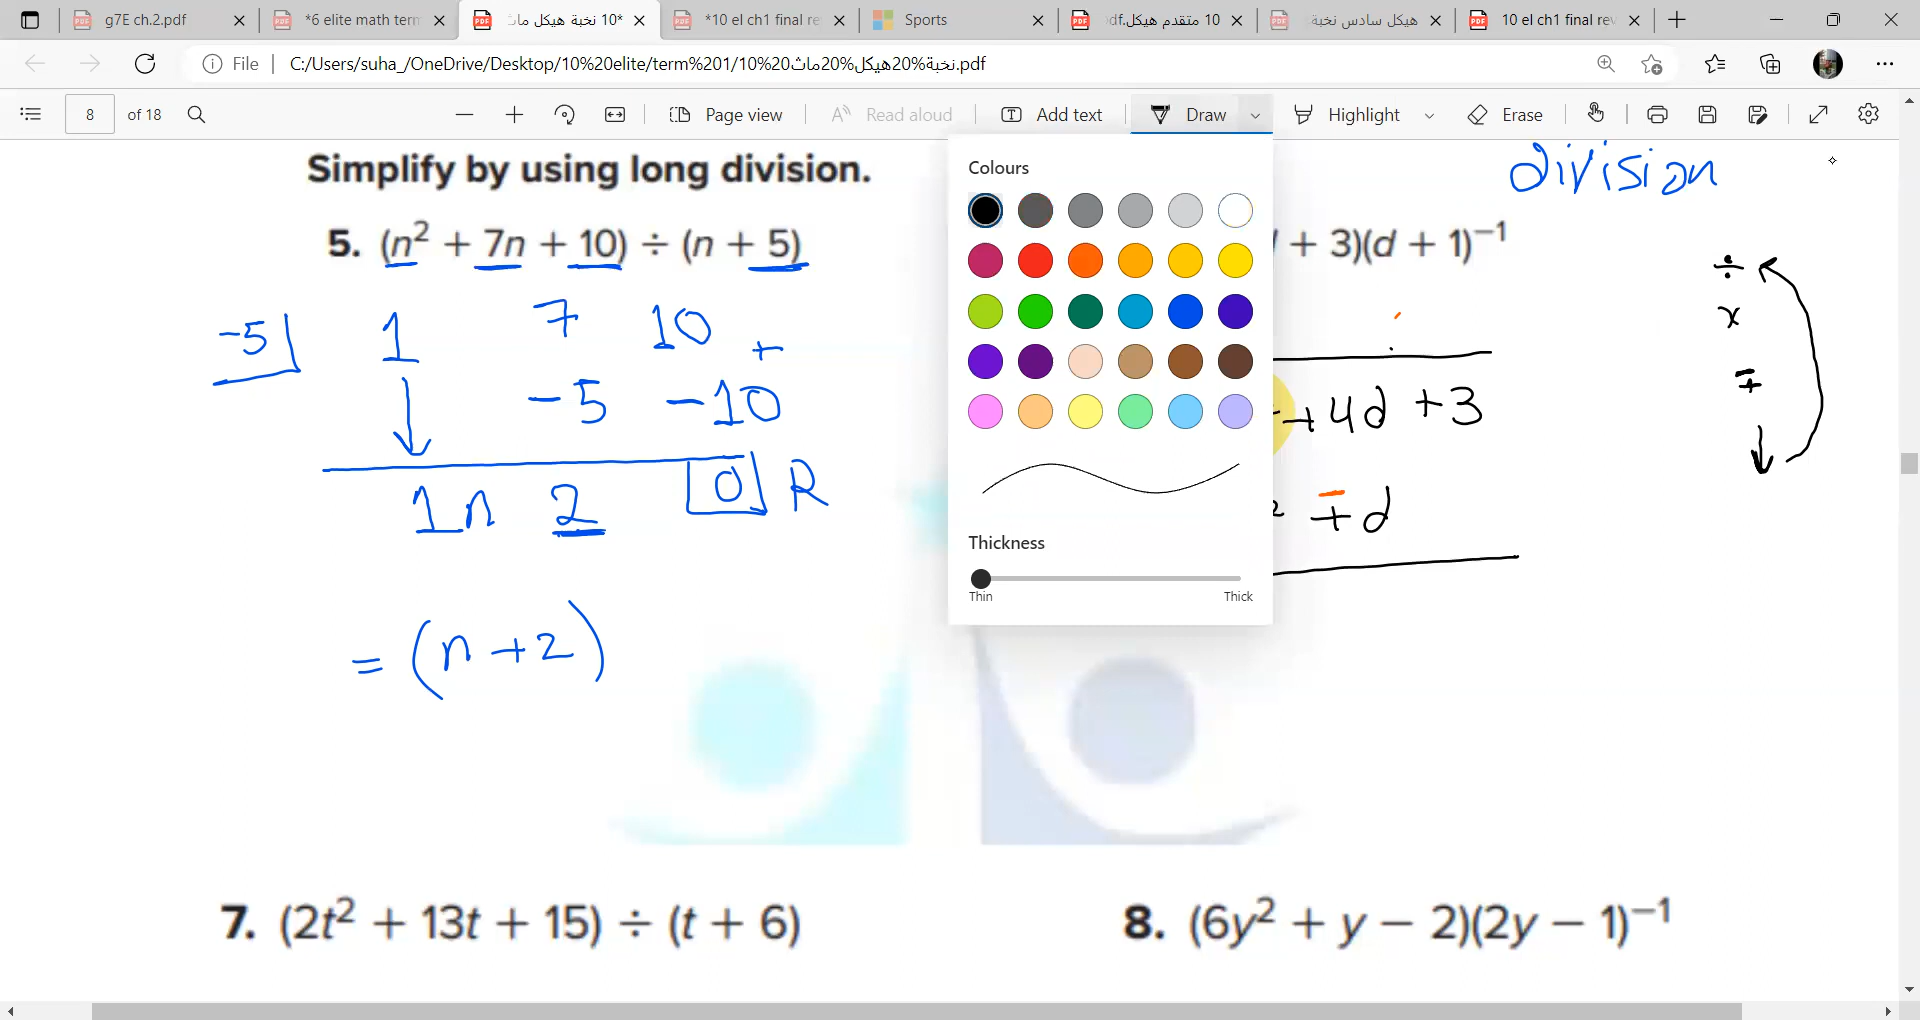 g7E ch.2.pdf
*6 elite math term
*10 نخبة هيكل ماث
*10 el ch1 final re
Sports
10 متقدم هيكل.pdf
هيكل سادس نخبة
10 el ch1 final rev
File
C:/Users/suha_/OneDrive/Desktop/10%20elite/term%201/10%20نخبة%20هيكل%20ماث.pdf
8 of 18
Page view
Read aloud
Add text
Draw
Highlight
Erase
Simplify by using long division.
division
5. (n² + 7n + 10) ÷ (n + 5)
+ 3)(d + 1)⁻¹
-5 1 7 10 +
-5 -10
1n 2 0 R
= (n +2)
÷
x
∓
↓
+4d +3
² ∓ d
Colours
Thickness
Thin
Thick
7. (2t² + 13t + 15) ÷ (t + 6)
8. (6y² + y − 2)(2y − 1)⁻¹